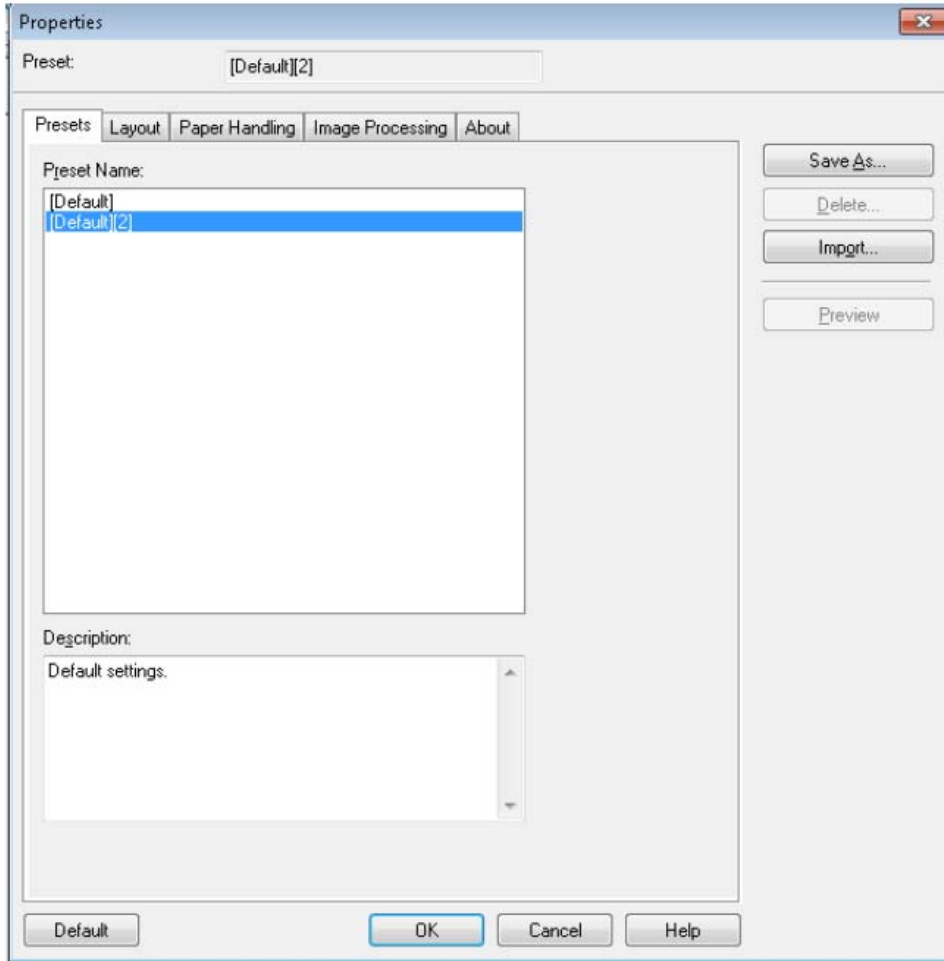 Properties
Preset: [Default][2]
Presets Layout Paper Handling Image Processing About
Preset Name:
[Default]
[Default][2]
Save As...
Delete...
Import...
Preview
Description:
Default settings.
Default OK Cancel Help